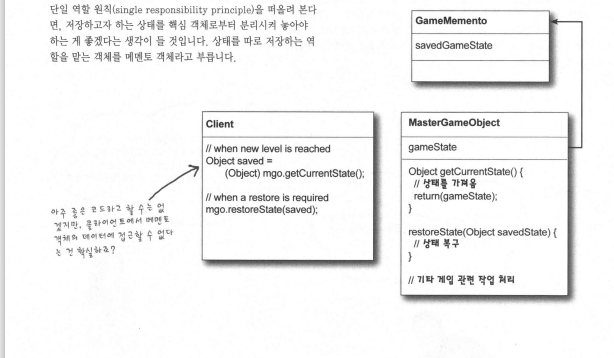 단일 역할 원칙(single responsibility principle)을 떠올려 본다
면, 저장하고자 하는 상태를 핵심 객체로부터 분리시켜 놓아야
하는 게 좋겠다는 생각이 들 것입니다. 상태를 따로 저장하는 역
할을 맡는 객체를 메멘토 객체라고 부릅니다.
GameMemento
savedGameState
Client
// when new level is reached
Object saved =
(Object) mgo.getCurrentState();
// when a restore is required
mgo.restoreState(saved);
아주 좋은 코드라고 할 수는 없
겠지만, 클라이언트에서 메멘토
객체의 데이터에 접근할 수 없다
는 건 확실하죠?
MasterGameObject
gameState
Object getCurrentState() {
// 상태를 가져옴
return(gameState);
}
restoreState(Object savedState) {
// 상태 복구
}
// 기타 게임 관련 작업 처리